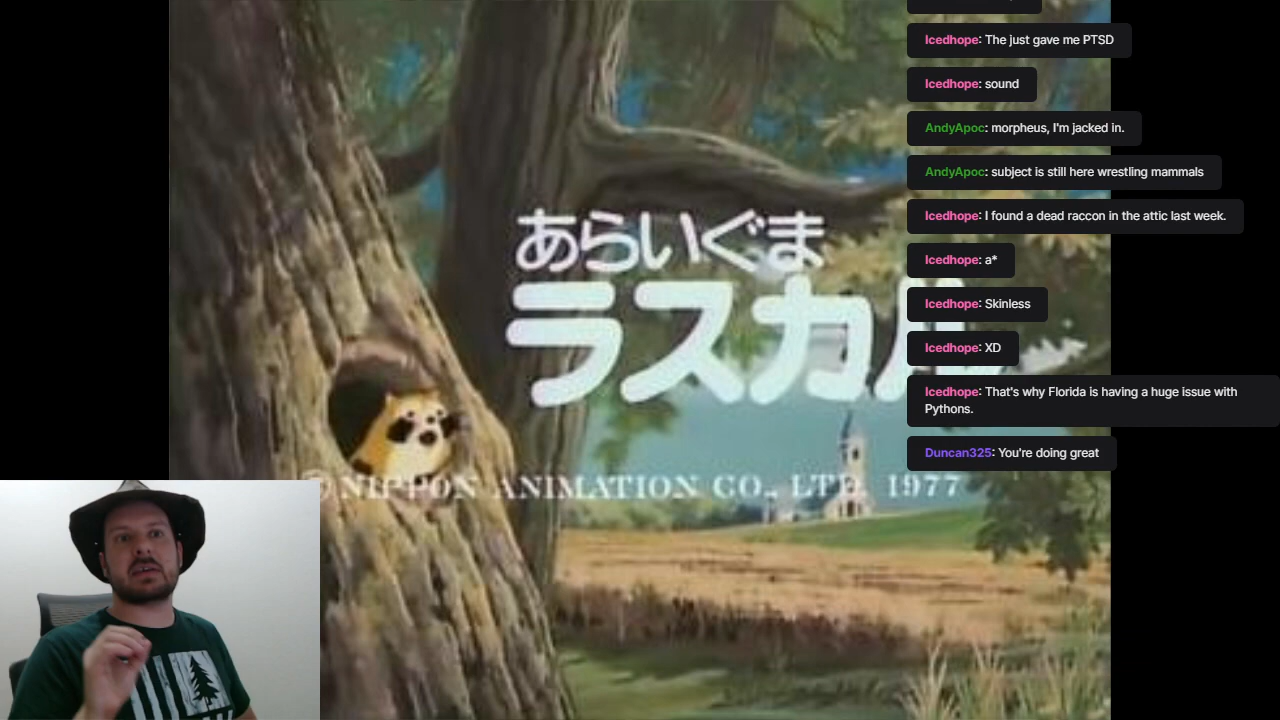 Icedhope: The just gave me PTSD
Icedhope: sound
AndyApoc: morpheus, I'm jacked in.
AndyApoc: subject is still here wrestling mammals
Icedhope: I found a dead raccoon in the attic last week.
Icedhope: a*
Icedhope: Skinless
Icedhope: XD
Icedhope: That's why Florida is having a huge issue with
Pythons.
Duncan325: You're doing great
あらいぐま
ラスカル
© NIPPON ANIMATION CO., LTD. 1977